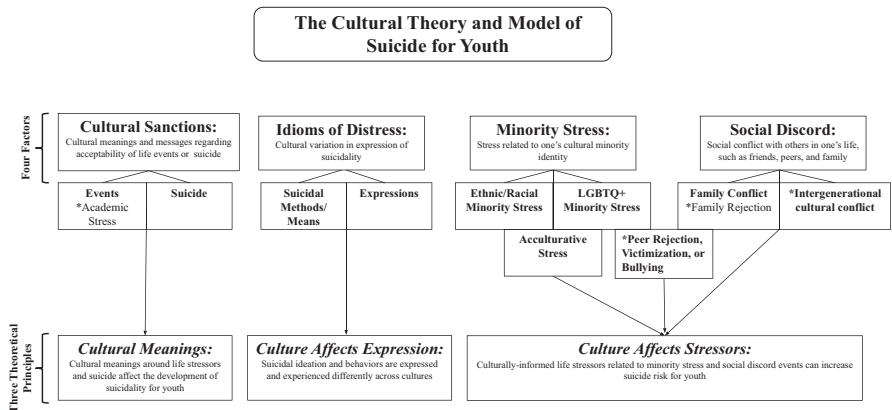 The Cultural Theory and Model of
Suicide for Youth
Four Factors
Cultural Sanctions:
Cultural meanings and messages regarding
acceptability of life events or suicide
Idioms of Distress:
Cultural variation in expression of
suicidality
Minority Stress:
Stress related to one's cultural minority
identity
Social Discord:
Social conflict with others in one's life,
such as friends, peers, and family
Events
*Academic
Stress
Suicide
Suicidal
Methods/
Means
Expressions
Ethnic/Racial
Minority Stress
LGBTQ+
Minority Stress
Family Conflict
*Family Rejection
*Intergenerational
cultural conflict
Acculturative
Stress
*Peer Rejection,
Victimization, or
Bullying
Three Theoretical
Principles
Cultural Meanings:
Cultural meanings around life stressors
and suicide affect the development of
suicidality for youth
Culture Affects Expression:
Suicidal ideation and behaviors are expressed
and experienced differently across cultures
Culture Affects Stressors:
Culturally-informed life stressors related to minority stress and social discord events can increase
suicide risk for youth